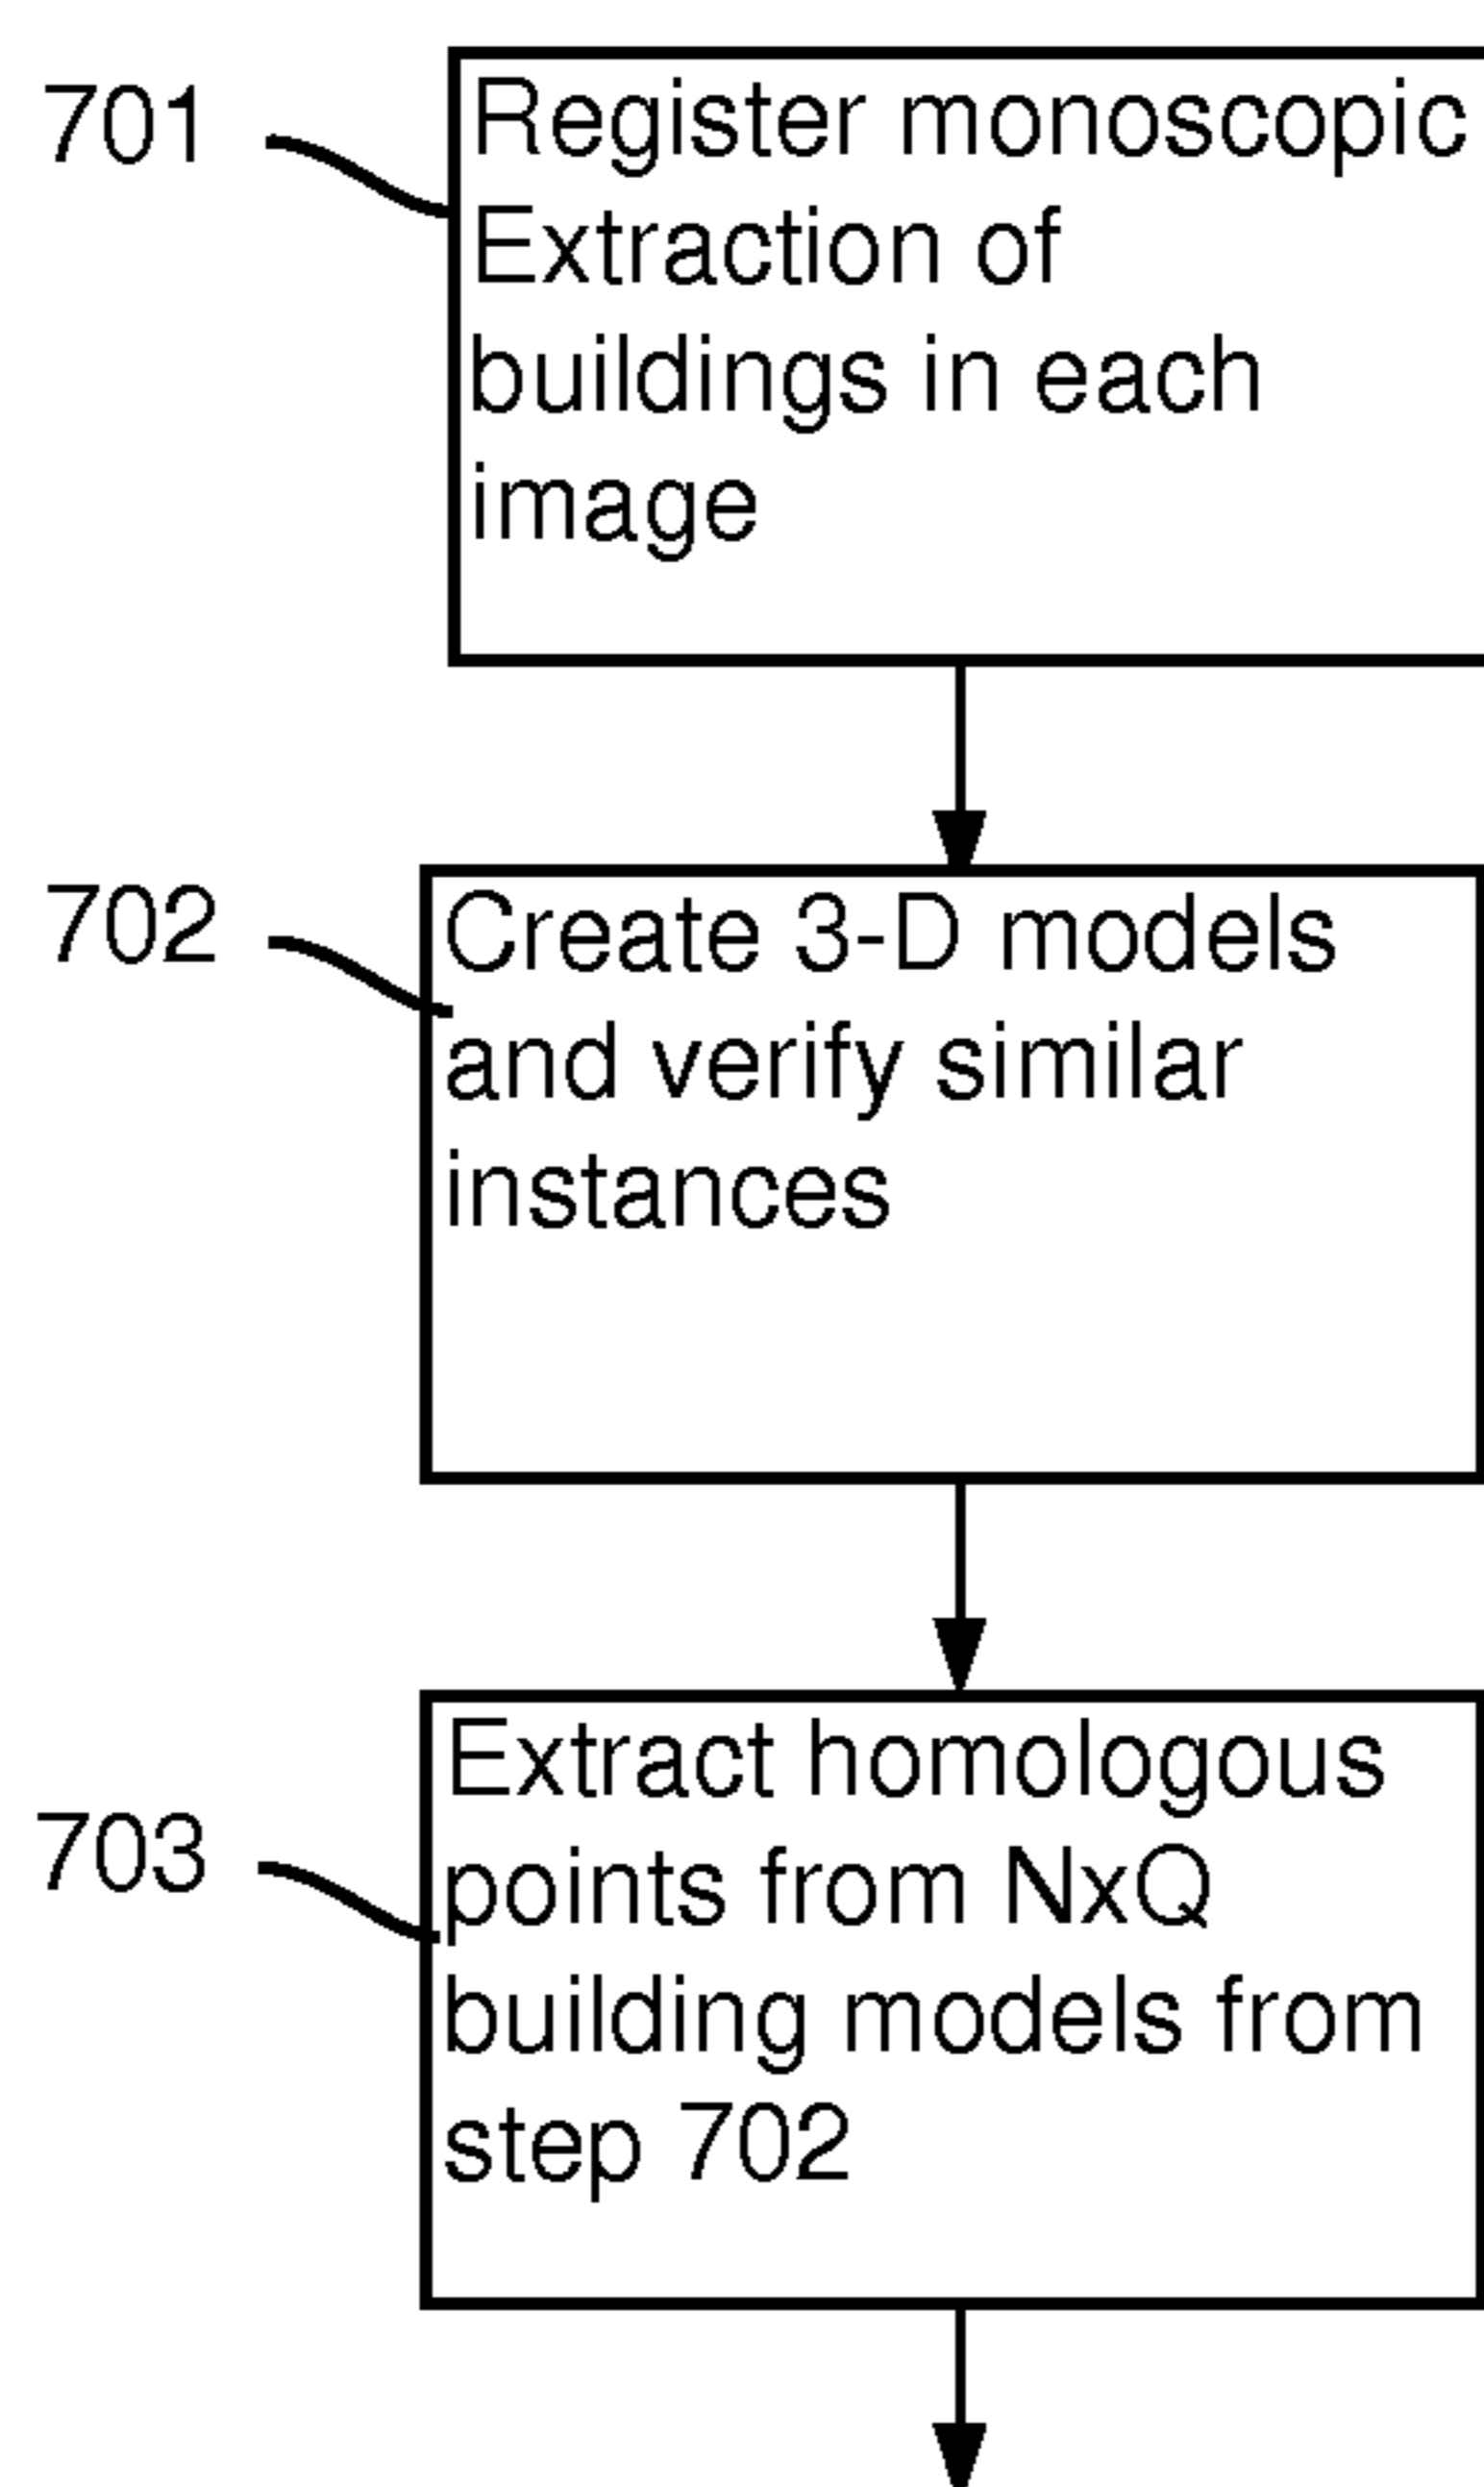 701
Register monoscopic
Extraction of
buildings in each
image
702
Create 3-D models
and verify similar
instances
703
Extract homologous
points from NxQ
building models from
step 702